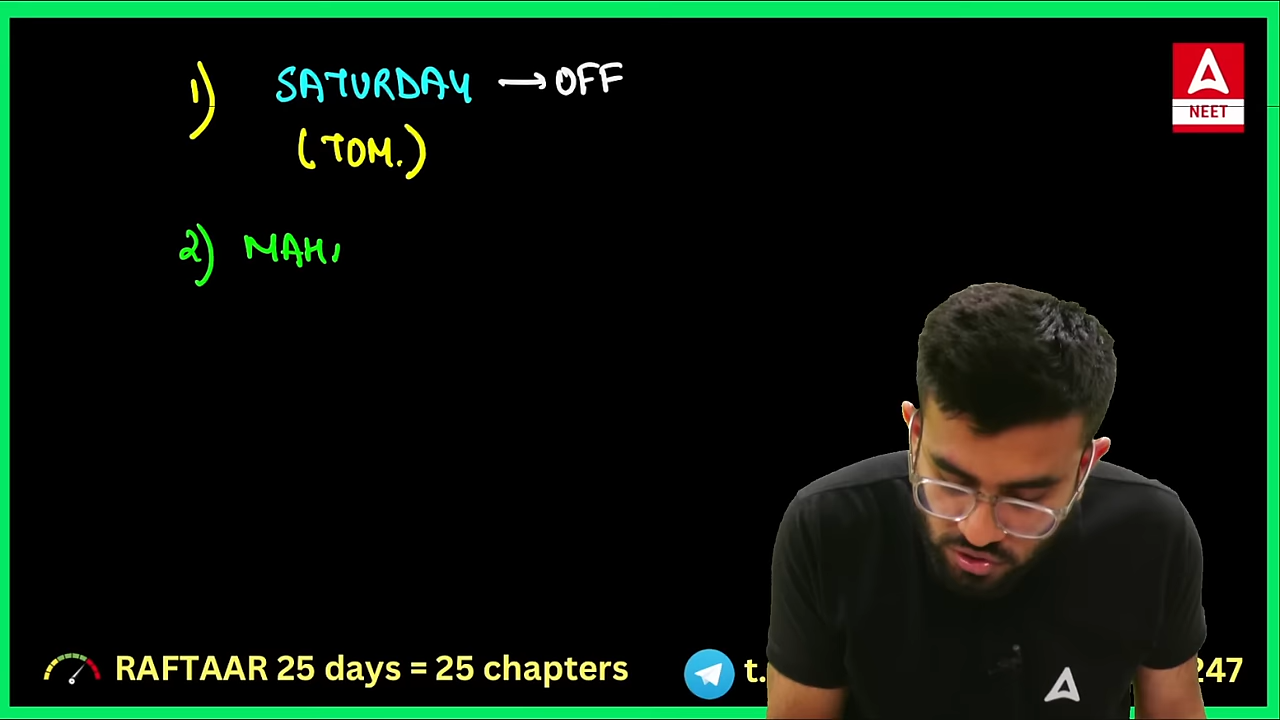 1) SATURDAY → OFF
(TOM.)
2) MAH
NEET
RAFTAAR 25 days = 25 chapters
t.
247